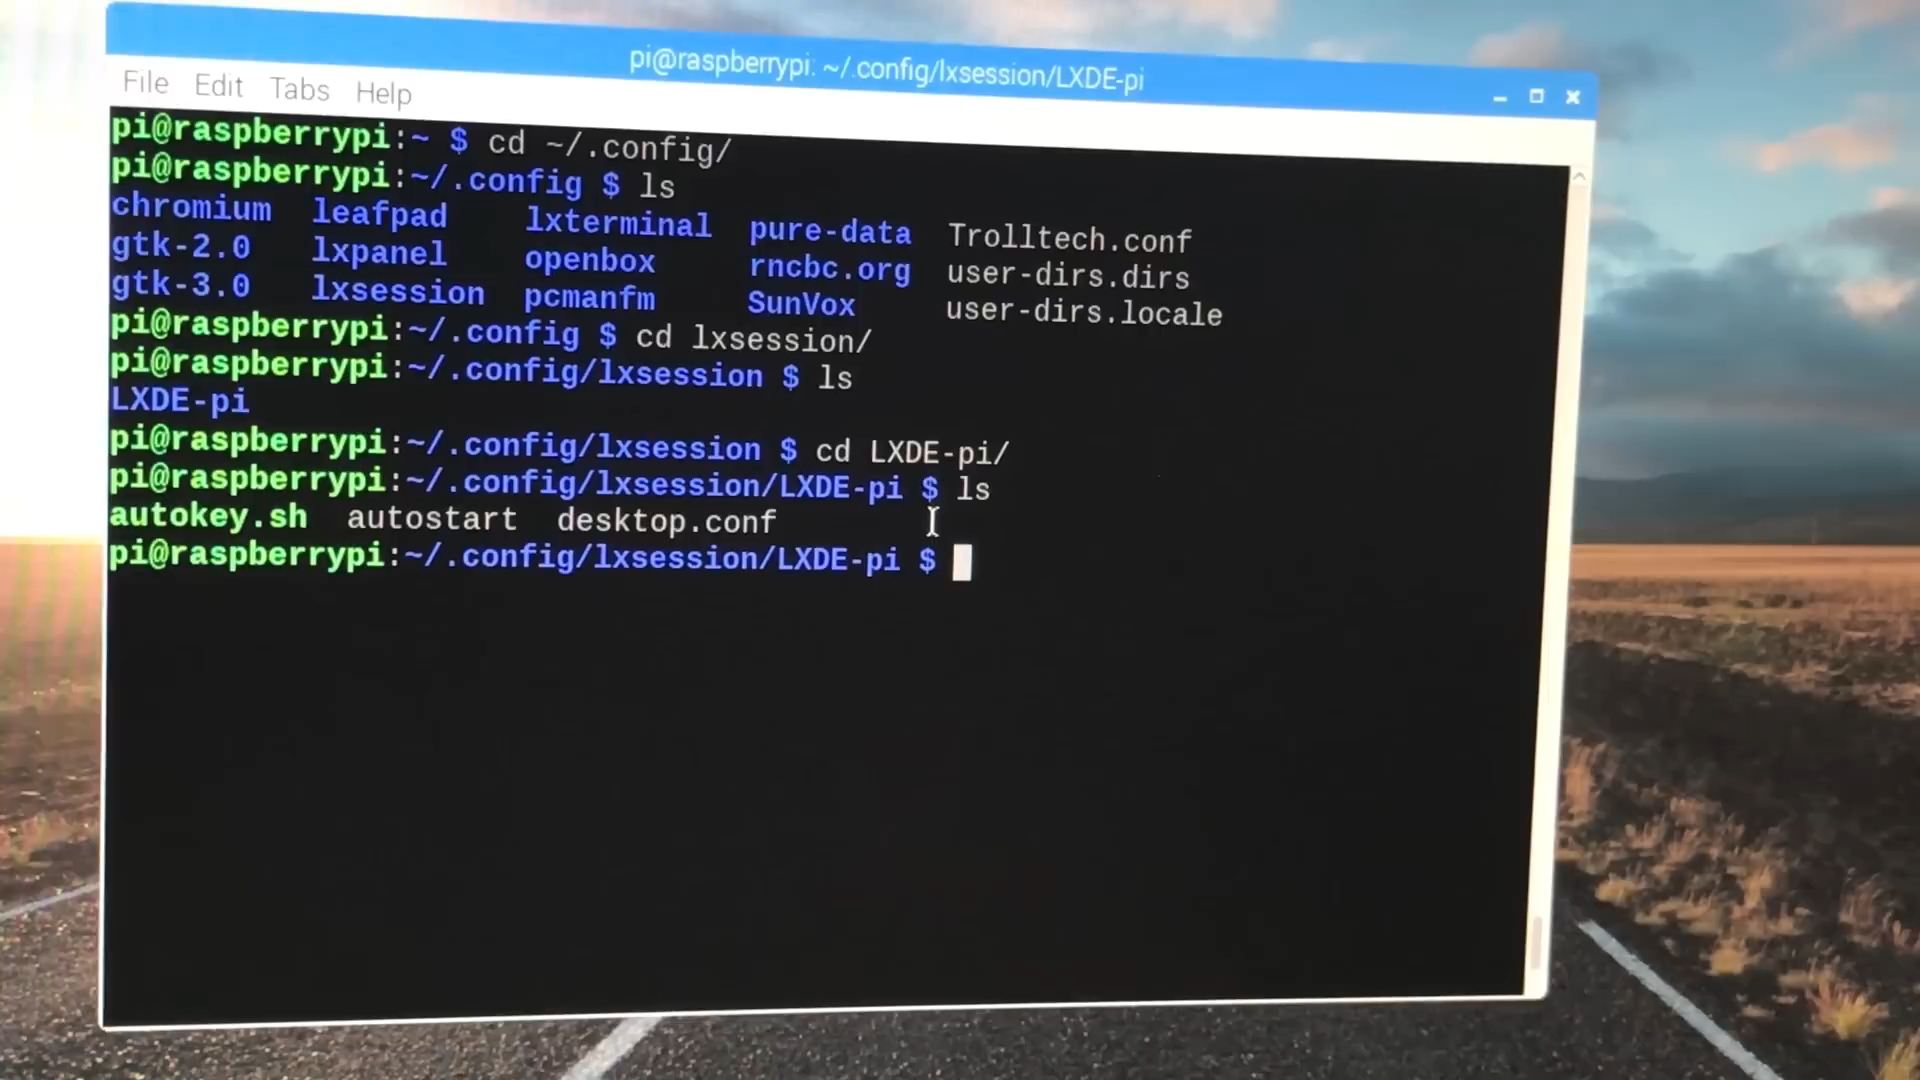 pi@raspberrypi: ~/.config/lxsession/LXDE-pi
File Edit Tabs Help
pi@raspberrypi:~ $ cd ~/.config/
pi@raspberrypi:~/.config $ ls
chromium leafpad lxterminal pure-data Trolltech.conf
gtk-2.0 lxpanel openbox rncbc.org user-dirs.dirs
gtk-3.0 lxsession pcmanfm SunVox user-dirs.locale
pi@raspberrypi:~/.config $ cd lxsession/
pi@raspberrypi:~/.config/lxsession $ ls
LXDE-pi
pi@raspberrypi:~/.config/lxsession $ cd LXDE-pi/
pi@raspberrypi:~/.config/lxsession/LXDE-pi $ ls
autokey.sh autostart desktop.conf
pi@raspberrypi:~/.config/lxsession/LXDE-pi $